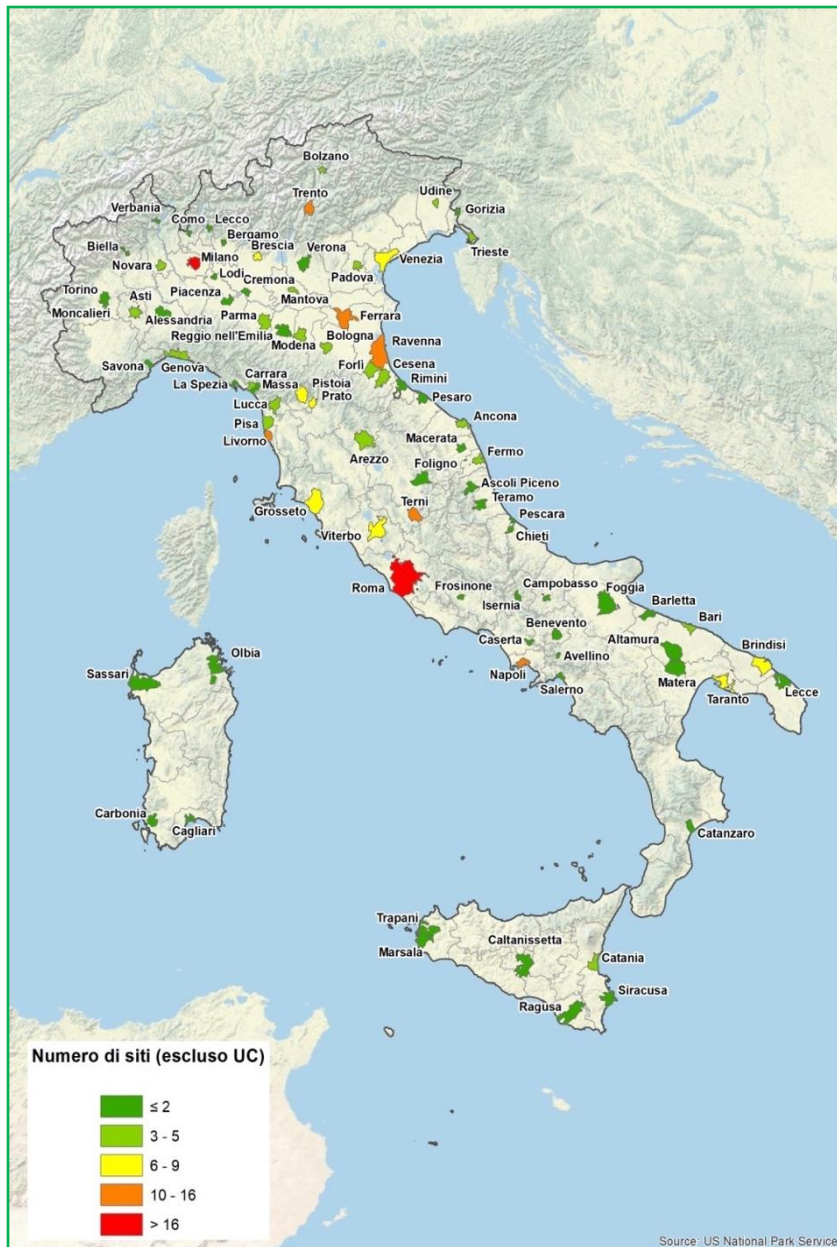 Bolzano
Trento
Udine
Gorizia
Verbania
Como
Lecco
Bergamo
Brescia
Verona
Trieste
Biella
Milano
Venezia
Novara
Lodi
Padova
Torino
Cremona
Asti
Piacenza
Mantova
Moncalieri
Alessandria
Parma
Ferrara
Reggio nell'Emilia
Bologna
Ravenna
Modena
Savona
Genova
Forlì
Cesena
Carrara
Rimini
La Spezia
Massa
Pistoia
Prato
Pesaro
Lucca
Ancona
Pisa
Macerata
Livorno
Arezzo
Fermo
Foligno
Ascoli Piceno
Terni
Teramo
Grosseto
Pescara
Viterbo
Chieti
Roma
Frosinone
Campobasso
Foggia
Isernia
Barletta
Benevento
Bari
Caserta
Altamura
Brindisi
Olbia
Avellino
Sassari
Napoli
Matera
Salerno
Taranto
Lecce
Carbonia
Cagliari
Catanzaro
Trapani
Caltanissetta
Marsala
Catania
Siracusa
Ragusa
Numero di siti (escluso UC)
≤ 2
3 - 5
6 - 9
10 - 16
> 16
Source: US National Park Service